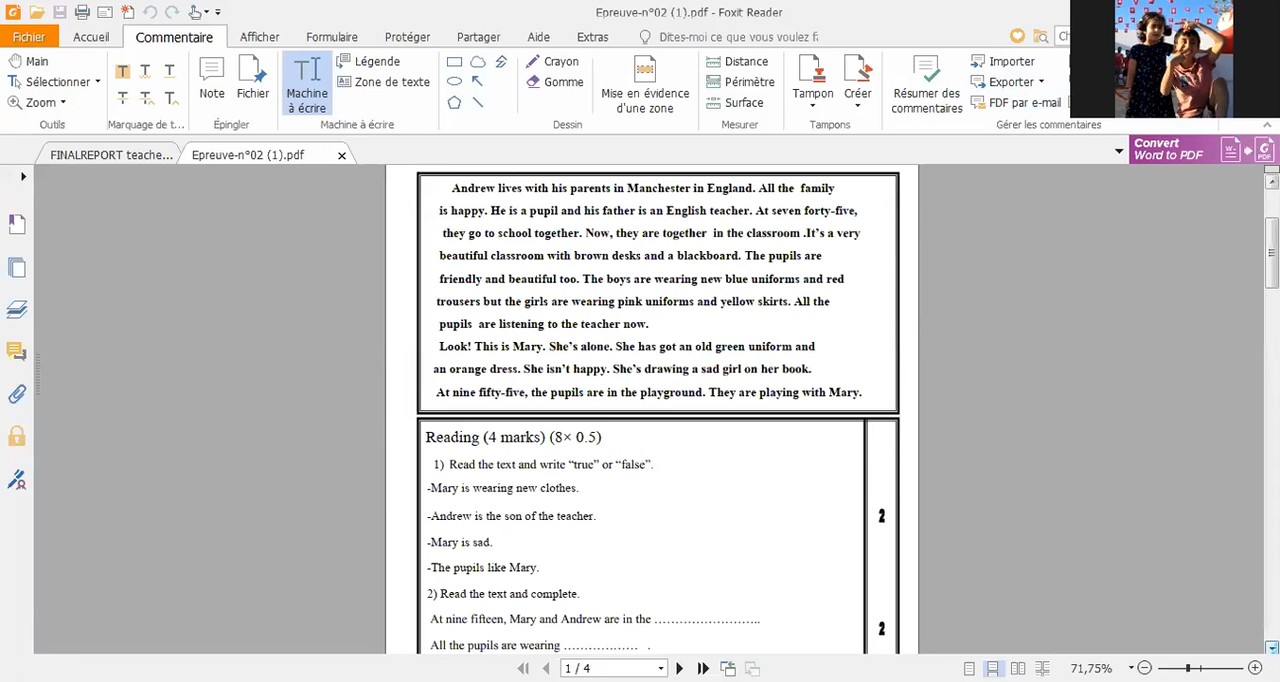 Epreuve-n°02 (1).pdf - Foxit Reader
Fichier Accueil Commentaire Afficher Formulaire Protéger Partager Aide Extras Dites-moi ce que vous voulez f.
Main
Sélectionner
Zoom
Outils
Marquage de t...
Note
Fichier
Épingler
Machine à écrire
Légende
Zone de texte
Machine à écrire
Crayon
Gomme
Dessin
Mise en évidence d'une zone
Distance
Périmètre
Surface
Mesurer
Tampon
Créer
Tampons
Résumer des commentaires
Importer
Exporter
FDF par e-mail
Gérer les commentaires
FINALREPORT teache... Epreuve-n°02 (1).pdf
Convert
Word to PDF
Andrew lives with his parents in Manchester in England. All the family
is happy. He is a pupil and his father is an English teacher. At seven forty-five,
they go to school together. Now, they are together in the classroom .It's a very
beautiful classroom with brown desks and a blackboard. The pupils are
friendly and beautiful too. The boys are wearing new blue uniforms and red
trousers but the girls are wearing pink uniforms and yellow skirts. All the
pupils are listening to the teacher now.
Look! This is Mary. She's alone. She has got an old green uniform and
an orange dress. She isn't happy. She's drawing a sad girl on her book.
At nine fifty-five, the pupils are in the playground. They are playing with Mary.
Reading (4 marks) (8× 0.5)
1) Read the text and write “true” or “false”.
-Mary is wearing new clothes.
-Andrew is the son of the teacher.
2
-Mary is sad.
-The pupils like Mary.
2) Read the text and complete.
At nine fifteen, Mary and Andrew are in the ……………………..
2
All the pupils are wearing ……………… .
1 / 4
71,75%